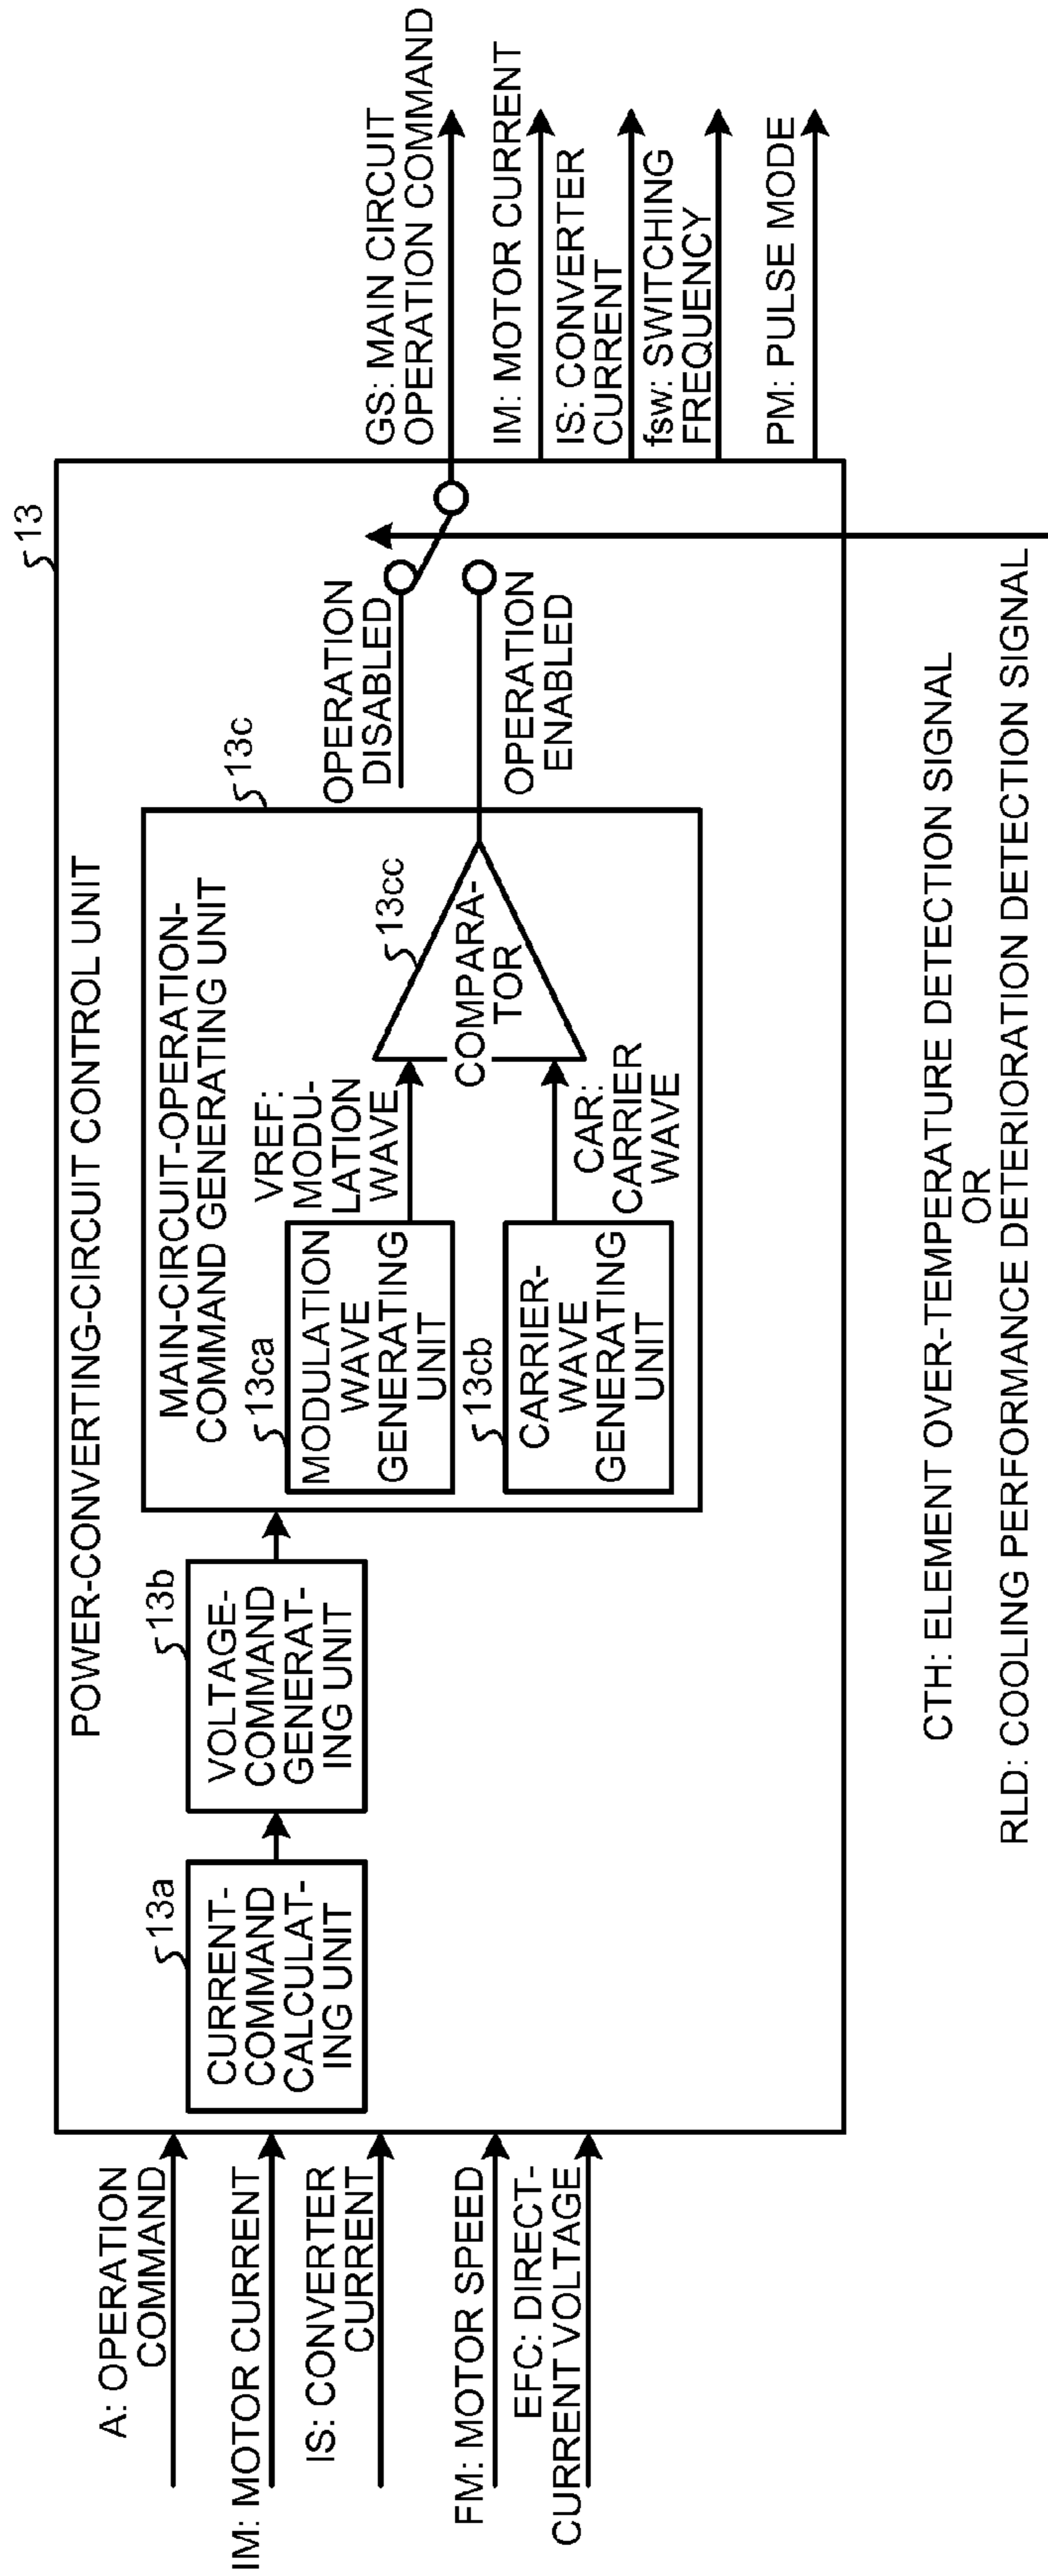 13
POWER-CONVERTING-CIRCUIT CONTROL UNIT
A: OPERATION
COMMAND
IM: MOTOR CURRENT
IS: CONVERTER
CURRENT
FM: MOTOR SPEED
EFC: DIRECT-
CURRENT VOLTAGE
13a
CURRENT-
COMMAND
CALCULAT-
ING UNIT
13b
VOLTAGE-
COMMAND
GENERAT-
ING UNIT
13c
MAIN-CIRCUIT-OPERATION-
COMMAND GENERATING UNIT
13ca
MODULATION
WAVE
GENERATING
UNIT
VREF:
MODU-
LATION
WAVE
13cb
CARRIER-
WAVE
GENERATING
UNIT
CAR:
CARRIER
WAVE
13cc
COMPARA-
TOR
OPERATION
DISABLED
OPERATION
ENABLED
GS: MAIN CIRCUIT
OPERATION COMMAND
IM: MOTOR CURRENT
IS: CONVERTER
CURRENT
fsw: SWITCHING
FREQUENCY
PM: PULSE MODE
CTH: ELEMENT OVER-TEMPERATURE DETECTION SIGNAL
OR
RLD: COOLING PERFORMANCE DETERIORATION DETECTION SIGNAL